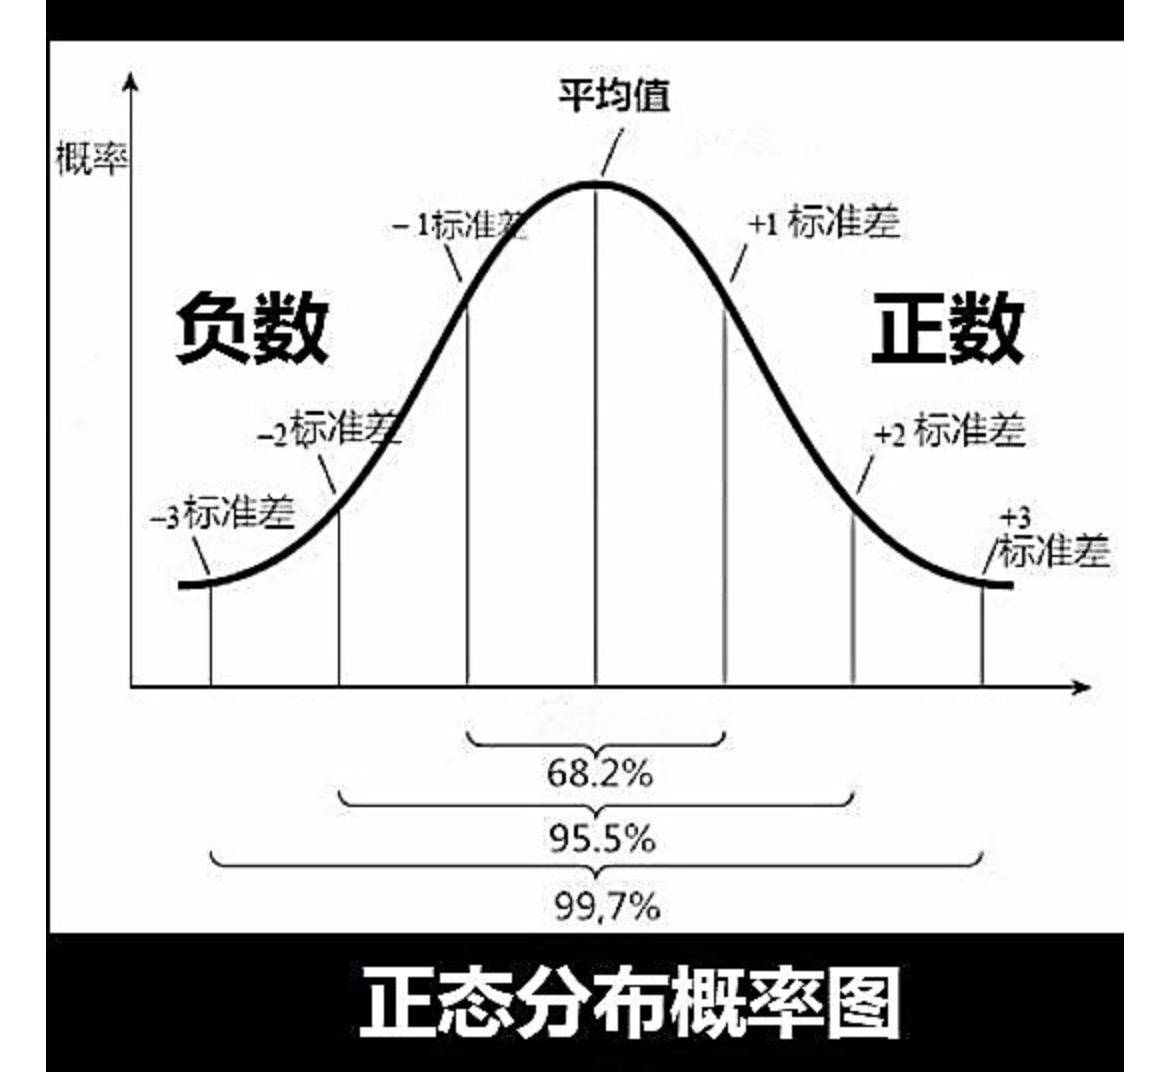 平均值
概率
– 1标准差
+1 标准差
负数
正数
–2标准差
+2 标准差
–3标准差
+3
标准差
68.2%
95.5%
99,7%
正态分布概率图